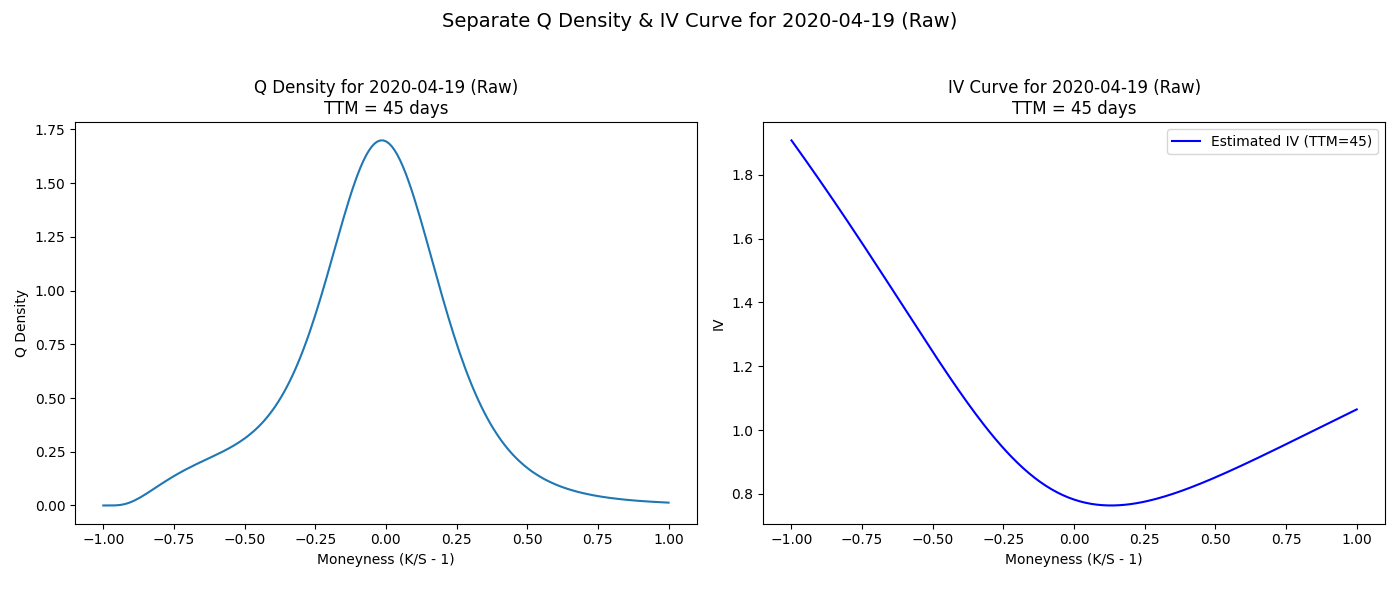 Separate Q Density & IV Curve for 2020-04-19 (Raw)
Q Density for 2020-04-19 (Raw)
TTM = 45 days
1.75
1.50
1.25
1.00
0.75
0.50
0.25
0.00
Q Density
−1.00 −0.75 −0.50 −0.25 0.00 0.25 0.50 0.75 1.00
Moneyness (K/S - 1)
IV Curve for 2020-04-19 (Raw)
TTM = 45 days
Estimated IV (TTM=45)
1.8
1.6
1.4
1.2
1.0
0.8
IV
−1.00 −0.75 −0.50 −0.25 0.00 0.25 0.50 0.75 1.00
Moneyness (K/S - 1)